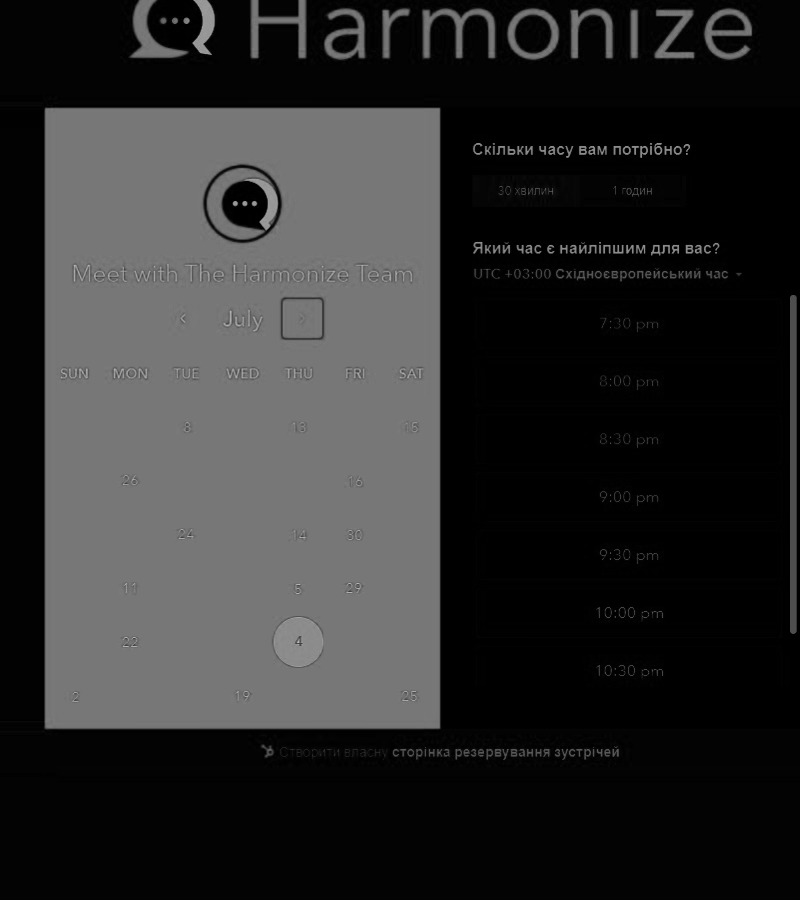 Harmonize
Meet with The Harmonize Team
July
SUN MON TUE WED THU FRI SAT
8 13 15
26 16
24 14 30
11 5 29
22 4
2 19 25
Скільки часу вам потрібно?
30 хвилин 1 годин
Який час є найліпшим для вас?
UTC +03:00 Східноєвропейський час
7:30 pm
8:00 pm
8:30 pm
9:00 pm
9:30 pm
10:00 pm
10:30 pm
Створити власну сторінка резервування зустрічей